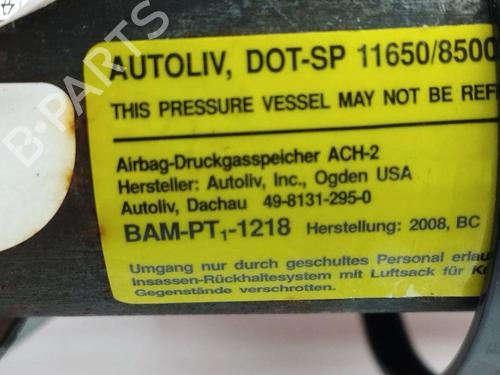 AUTOLIV, DOT-SP 11650/8500
THIS PRESSURE VESSEL MAY NOT BE REF
Airbag-Druckgasspeicher ACH-2
Hersteller: Autoliv, Inc., Ogden USA
Autoliv, Dachau 49-8131-295-0
BAM-PT1-1218 Herstellung: 2008, BC
Umgang nur durch geschultes Personal erlau
Insassen-Rückhaltesystem mit Luftsack für K
Gegenstände verschrotten.
B-PARTS